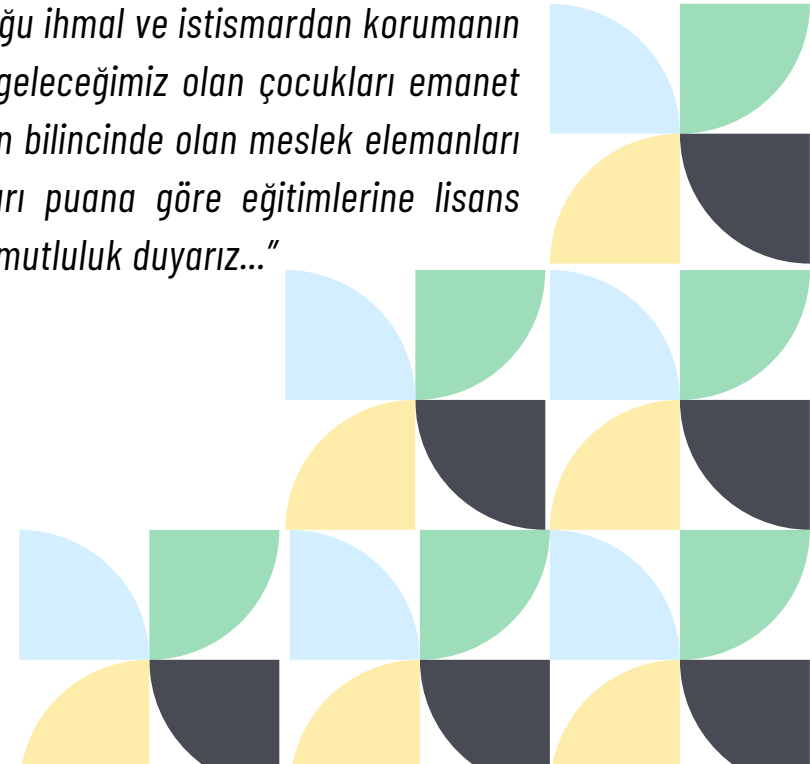 ğu ihmal ve istismardan korumanın
geleceğimiz olan çocukları emanet
n bilincinde olan meslek elemanları
arı puana göre eğitimlerine lisans
mutluluk duyarız...”